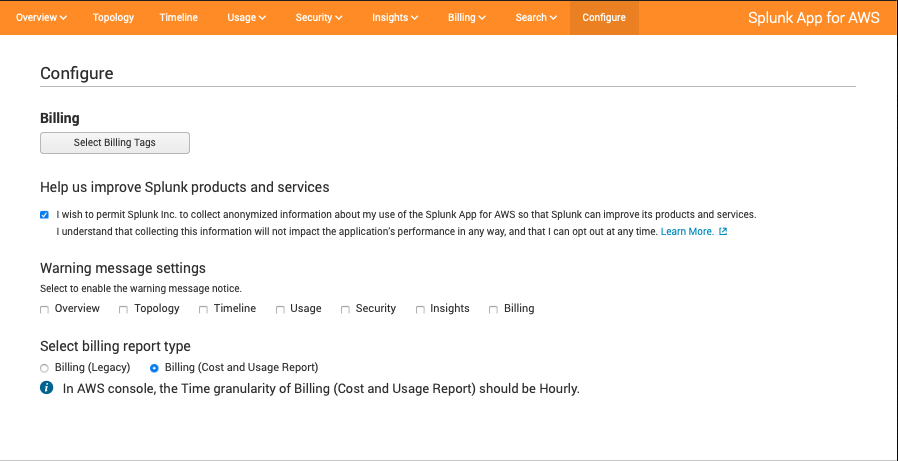 Overview Topology Timeline Usage Security Insights Billing Search Configure Splunk App for AWS
Configure
Billing
Select Billing Tags
Help us improve Splunk products and services
I wish to permit Splunk Inc. to collect anonymized information about my use of the Splunk App for AWS so that Splunk can improve its products and services.
I understand that collecting this information will not impact the application's performance in any way, and that I can opt out at any time. Learn More.
Warning message settings
Select to enable the warning message notice.
Overview Topology Timeline Usage Security Insights Billing
Select billing report type
Billing (Legacy) Billing (Cost and Usage Report)
i In AWS console, the Time granularity of Billing (Cost and Usage Report) should be Hourly.